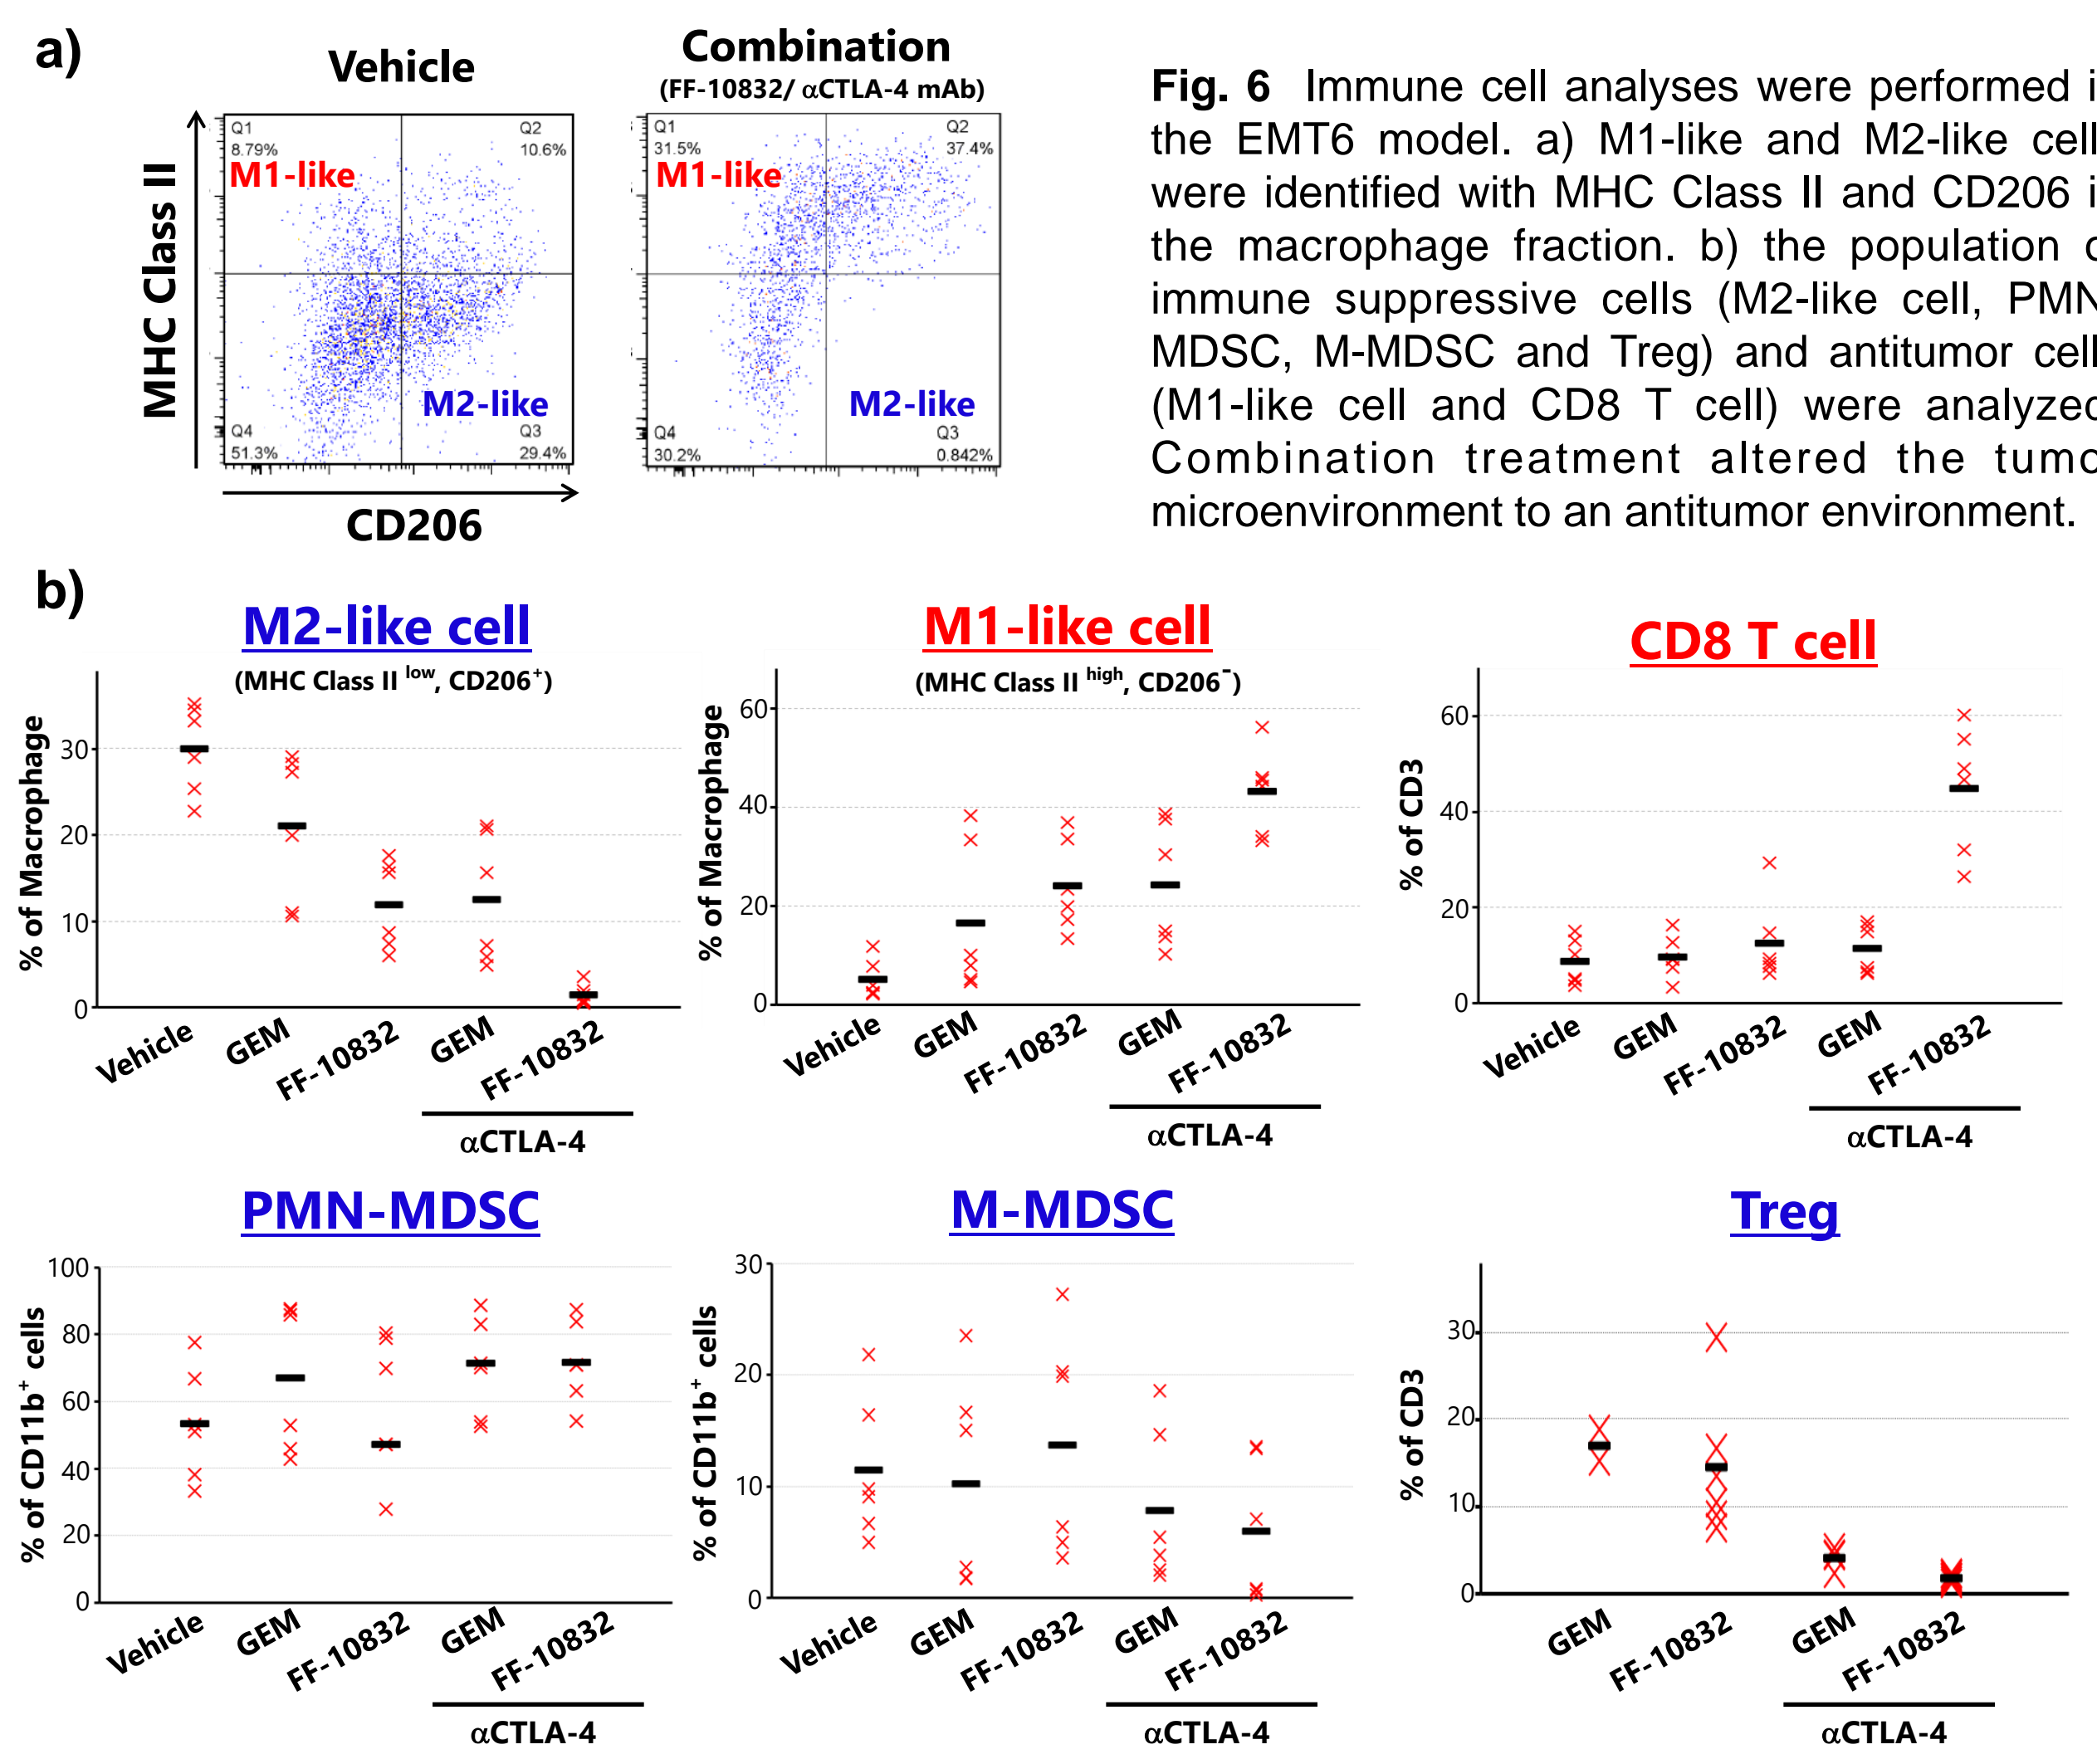 a)
Vehicle
Combination
(FF-10832/ αCTLA-4 mAb)
MHC Class II
Q1
8.79%
Q2
10.6%
M1-like
M2-like
Q4
51.3%
Q3
29.4%
Q1
31.5%
Q2
37.4%
M1-like
M2-like
Q4
30.2%
Q3
0.842%
CD206
Fig. 6 Immune cell analyses were performed i
the EMT6 model. a) M1-like and M2-like cell
were identified with MHC Class II and CD206 i
the macrophage fraction. b) the population o
immune suppressive cells (M2-like cell, PMN
MDSC, M-MDSC and Treg) and antitumor cell
(M1-like cell and CD8 T cell) were analyzed
Combination treatment altered the tumo
microenvironment to an antitumor environment.
b)
M2-like cell
(MHC Class II low, CD206+)
% of Macrophage
30
20
10
0
Vehicle
GEM
FF-10832
GEM
FF-10832
αCTLA-4
M1-like cell
(MHC Class II high, CD206-)
% of Macrophage
60
40
20
0
Vehicle
GEM
FF-10832
GEM
FF-10832
αCTLA-4
CD8 T cell
% of CD3
60
40
20
0
Vehicle
GEM
FF-10832
GEM
FF-10832
αCTLA-4
PMN-MDSC
% of CD11b+ cells
100
80
60
40
20
0
Vehicle
GEM
FF-10832
GEM
FF-10832
αCTLA-4
M-MDSC
% of CD11b+ cells
30
20
10
0
Vehicle
GEM
FF-10832
GEM
FF-10832
αCTLA-4
Treg
% of CD3
30
20
10
0
GEM
FF-10832
GEM
FF-10832
αCTLA-4